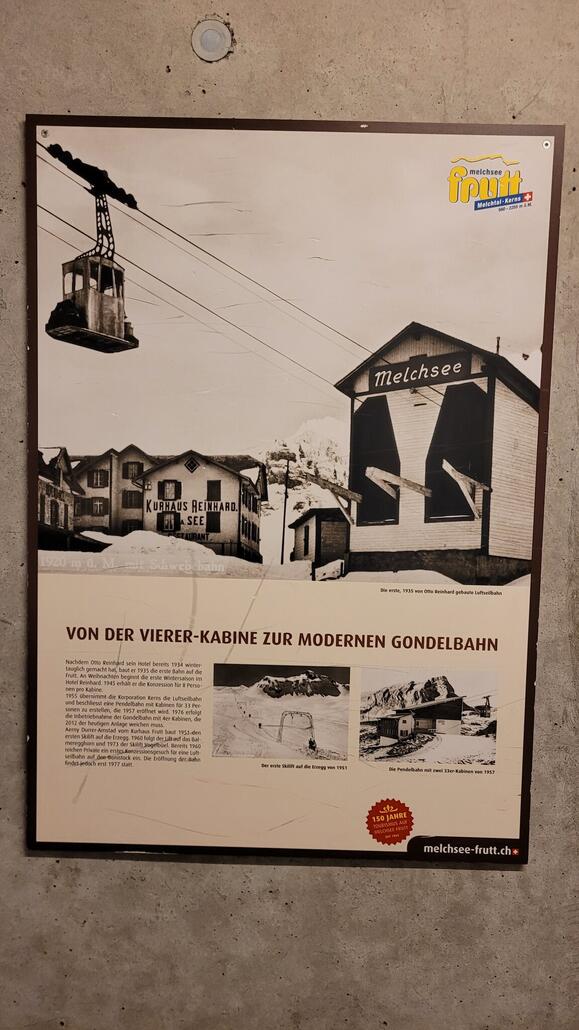 melchsee
frutt
Melchtal · Kerns
Melchsee
KURHAUS REINHARD.
SEE
1920 m ü. M. mit Schwebebahn
Die erste, 1935 von Otto Reinhard gebaute Luftseilbahn
VON DER VIERER-KABINE ZUR MODERNEN GONDELBAHN
Nachdem Otto Reinhard sein Hotel bereits 1934 winter-
tauglich gemacht hat, baut er 1935 die erste Bahn auf die
Frutt. An Weihnachten beginnt die erste Wintersaison im
Hotel Reinhard. 1945 erhält er die Konzession für 8 Perso-
nen pro Kabine.
1955 übernimmt die Korporation Kerns die Luftseilbahn
und beschliesst eine Pendelbahn mit Kabinen für 33 Per-
sonen zu erstellen, die 1957 eröffnet wird. 1976 erfolgt
die Inbetriebnahme der Gondelbahn mit 4er Kabinen, die
2012 der heutigen Anlage weichen muss.
Aerny Durrer-Amstad vom Kurhaus Frutt baut 1951 den
ersten Skilift auf die Erzegg. 1960 folgt der Lift auf das Bal-
meregghorn und 1973 der Skilift Vogelbüel. Bereits 1960
reichen Private ein erstes Konzessionsgesuch für eine Luft-
seilbahn auf den Bonistock ein. Die Eröffnung der Bahn
findet jedoch erst 1977 statt.
Der erste Skilift auf die Erzegg von 1951
Die Pendelbahn mit zwei 33er-Kabinen von 1957
150 JAHRE
TOURISMUS AUF
MELCHSEE-FRUTT
melchsee-frutt.ch